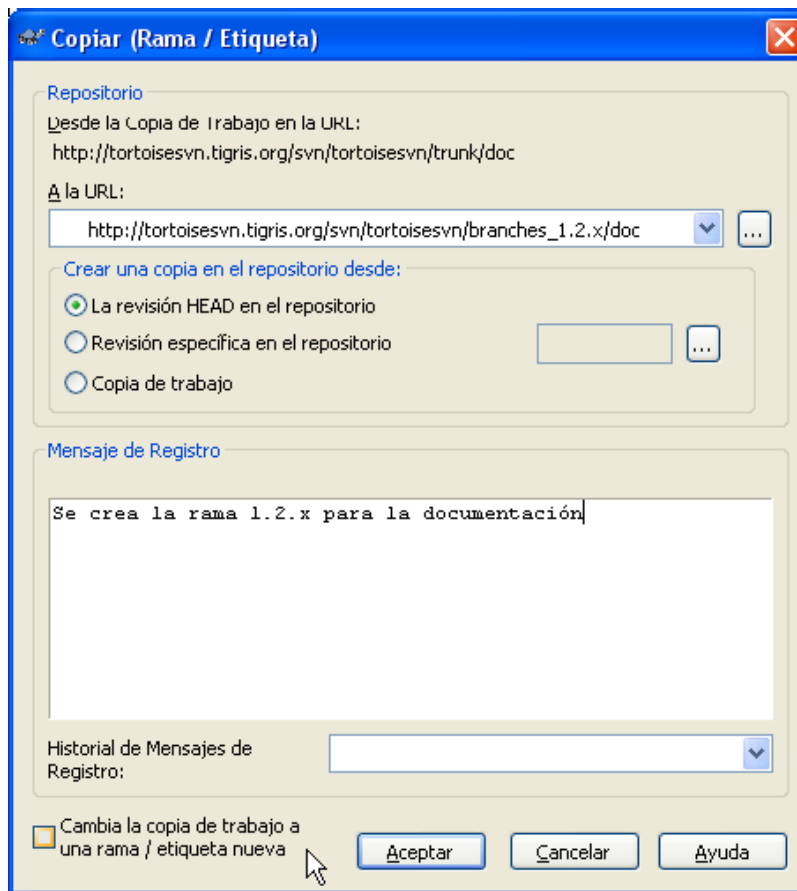 Copiar (Rama / Etiqueta)
Repositorio
Desde la Copia de Trabajo en la URL:
http://tortoisesvn.tigris.org/svn/tortoisesvn/trunk/doc
A la URL:
http://tortoisesvn.tigris.org/svn/tortoisesvn/branches_1.2.x/doc
...
Crear una copia en el repositorio desde:
La revisión HEAD en el repositorio
Revisión específica en el repositorio
...
Copia de trabajo
Mensaje de Registro
Se crea la rama 1.2.x para la documentación
Historial de Mensajes de
Registro:
Cambia la copia de trabajo a
una rama / etiqueta nueva
Aceptar
Cancelar
Ayuda